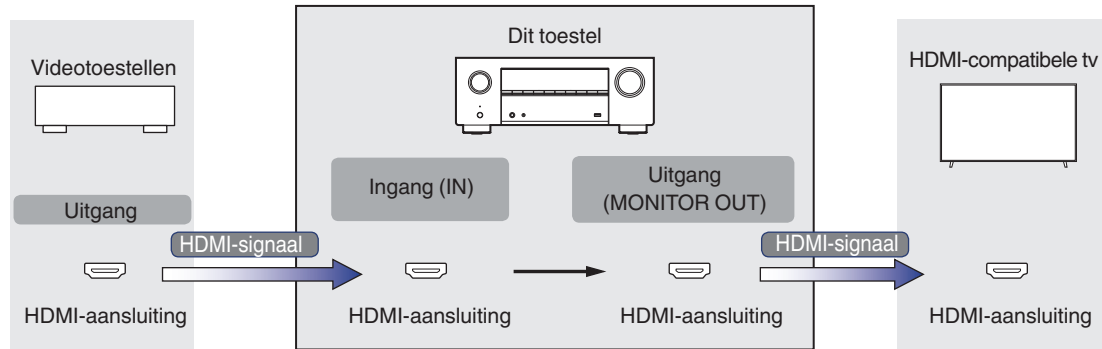 Dit toestel
Videotoestellen
HDMI-compatibele tv
Ingang (IN)
Uitgang
(MONITOR OUT)
Uitgang
HDMI-signaal
HDMI-signaal
HDMI-aansluiting
HDMI-aansluiting
HDMI-aansluiting
HDMI-aansluiting